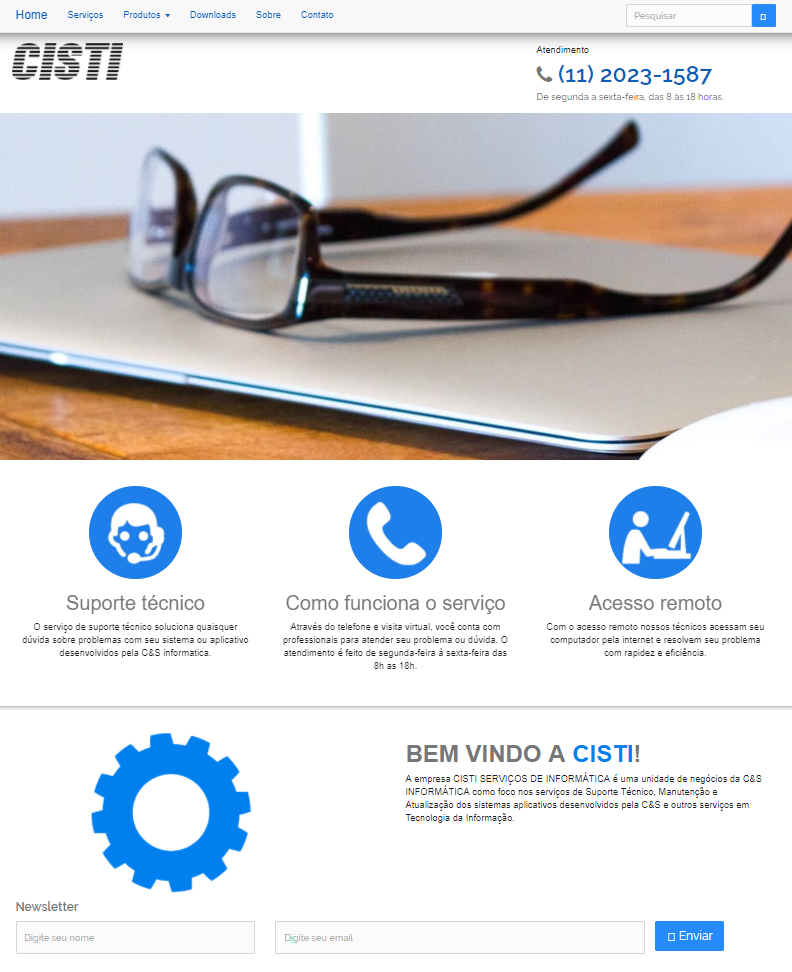 Home Serviços Produtos Downloads Sobre Contato Pesquisar
CISTI
Atendimento
(11) 2023-1587
De segunda a sexta-feira, das 8 às 18 horas.
Suporte técnico
O serviço de suporte técnico soluciona quaisquer
dúvida sobre problemas com seu sistema ou aplicativo
desenvolvidos pela C&S informatica.
Como funciona o serviço
Através do telefone e visita virtual, você conta com
professionais para atender seu problema ou dúvida. O
atendimento é feito de segunda-feira à sexta-feira das
8h as 18h.
Acesso remoto
Com o acesso remoto nossos técnicos acessam seu
computador pela internet e resolvem seu problema
com rapidez e eficiência.
BEM VINDO A CISTI!
A empresa CISTI SERVIÇOS DE INFORMÁTICA é uma unidade de negócios da C&S
INFORMÁTICA como foco nos serviços de Suporte Técnico, Manutenção e
Atualização dos sistemas aplicativos desenvolvidos pela C&S e outros serviços em
Tecnologia da Informação.
Newsletter
Digite seu nome Digite seu email Enviar